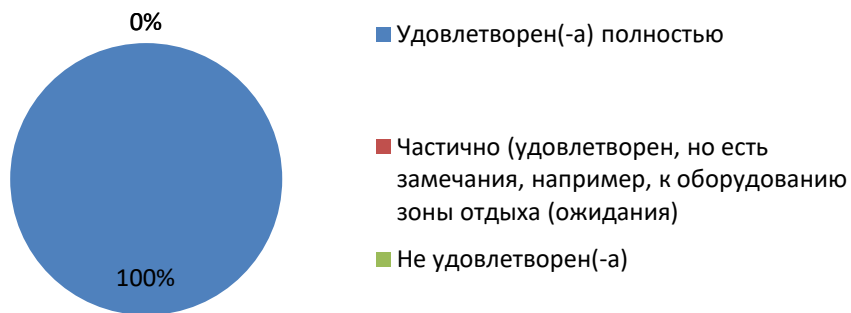 0%
100%
Удовлетворен(-а) полностью
Частично (удовлетворен, но есть
замечания, например, к оборудованию
зоны отдыха (ожидания)
Не удовлетворен(-а)